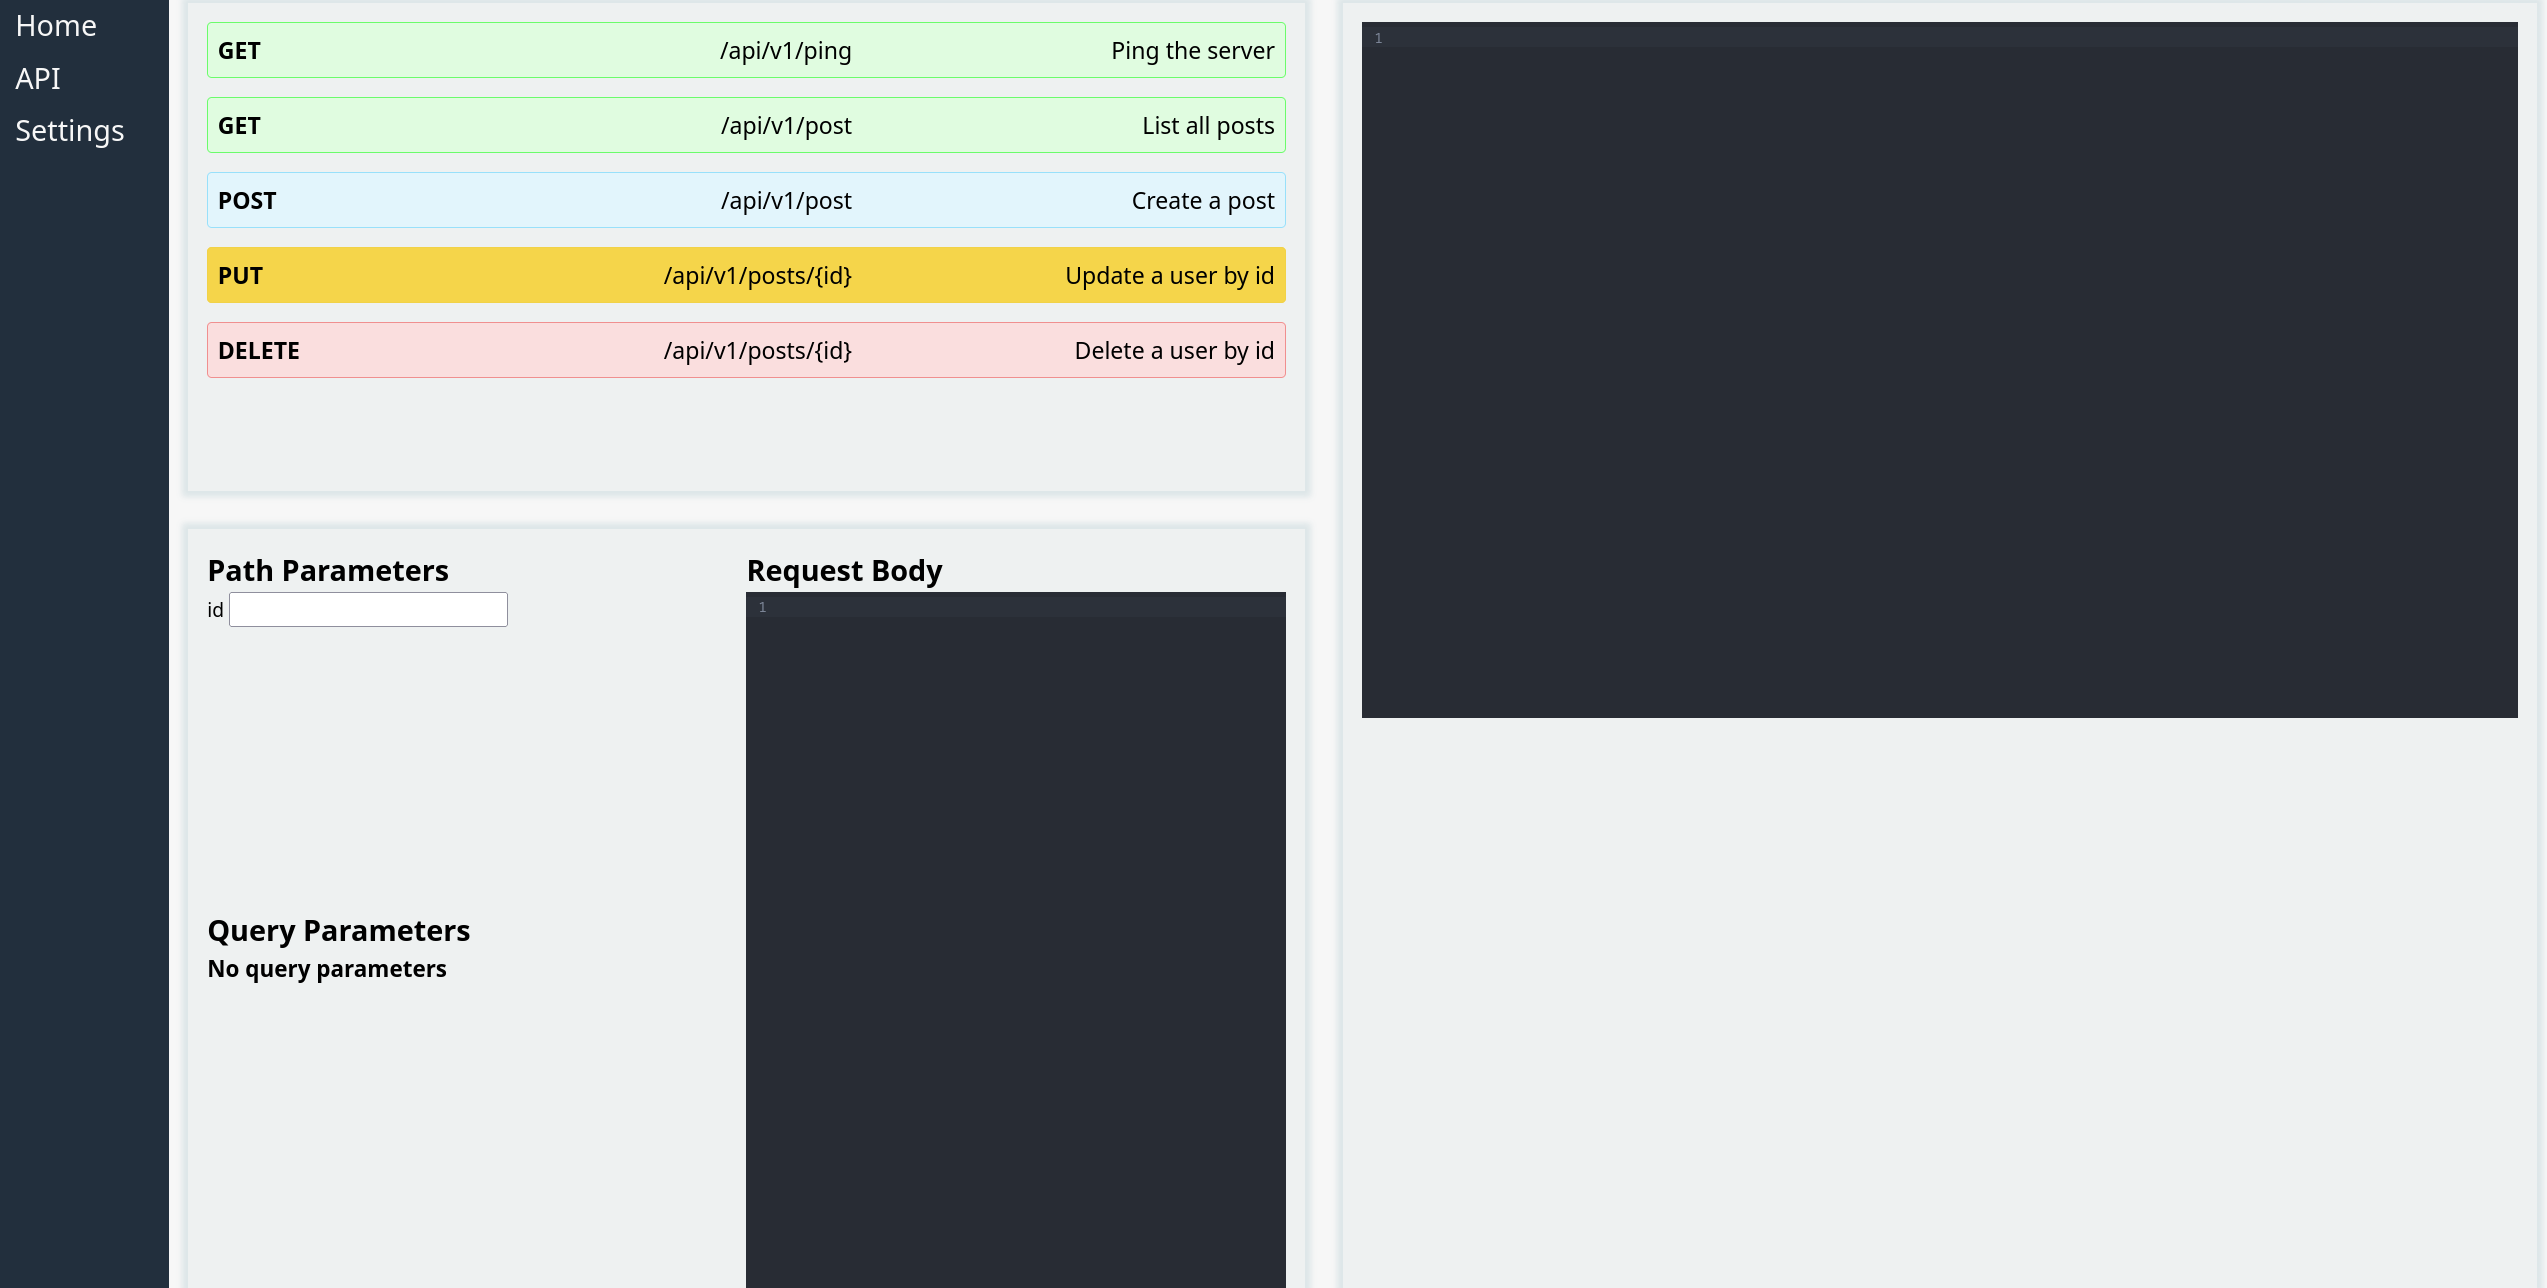 Home
API
Settings
GET /api/v1/ping Ping the server
GET /api/v1/post List all posts
POST /api/v1/post Create a post
PUT /api/v1/posts/{id} Update a user by id
DELETE /api/v1/posts/{id} Delete a user by id
Path Parameters
id
Query Parameters
No query parameters
Request Body
1
1